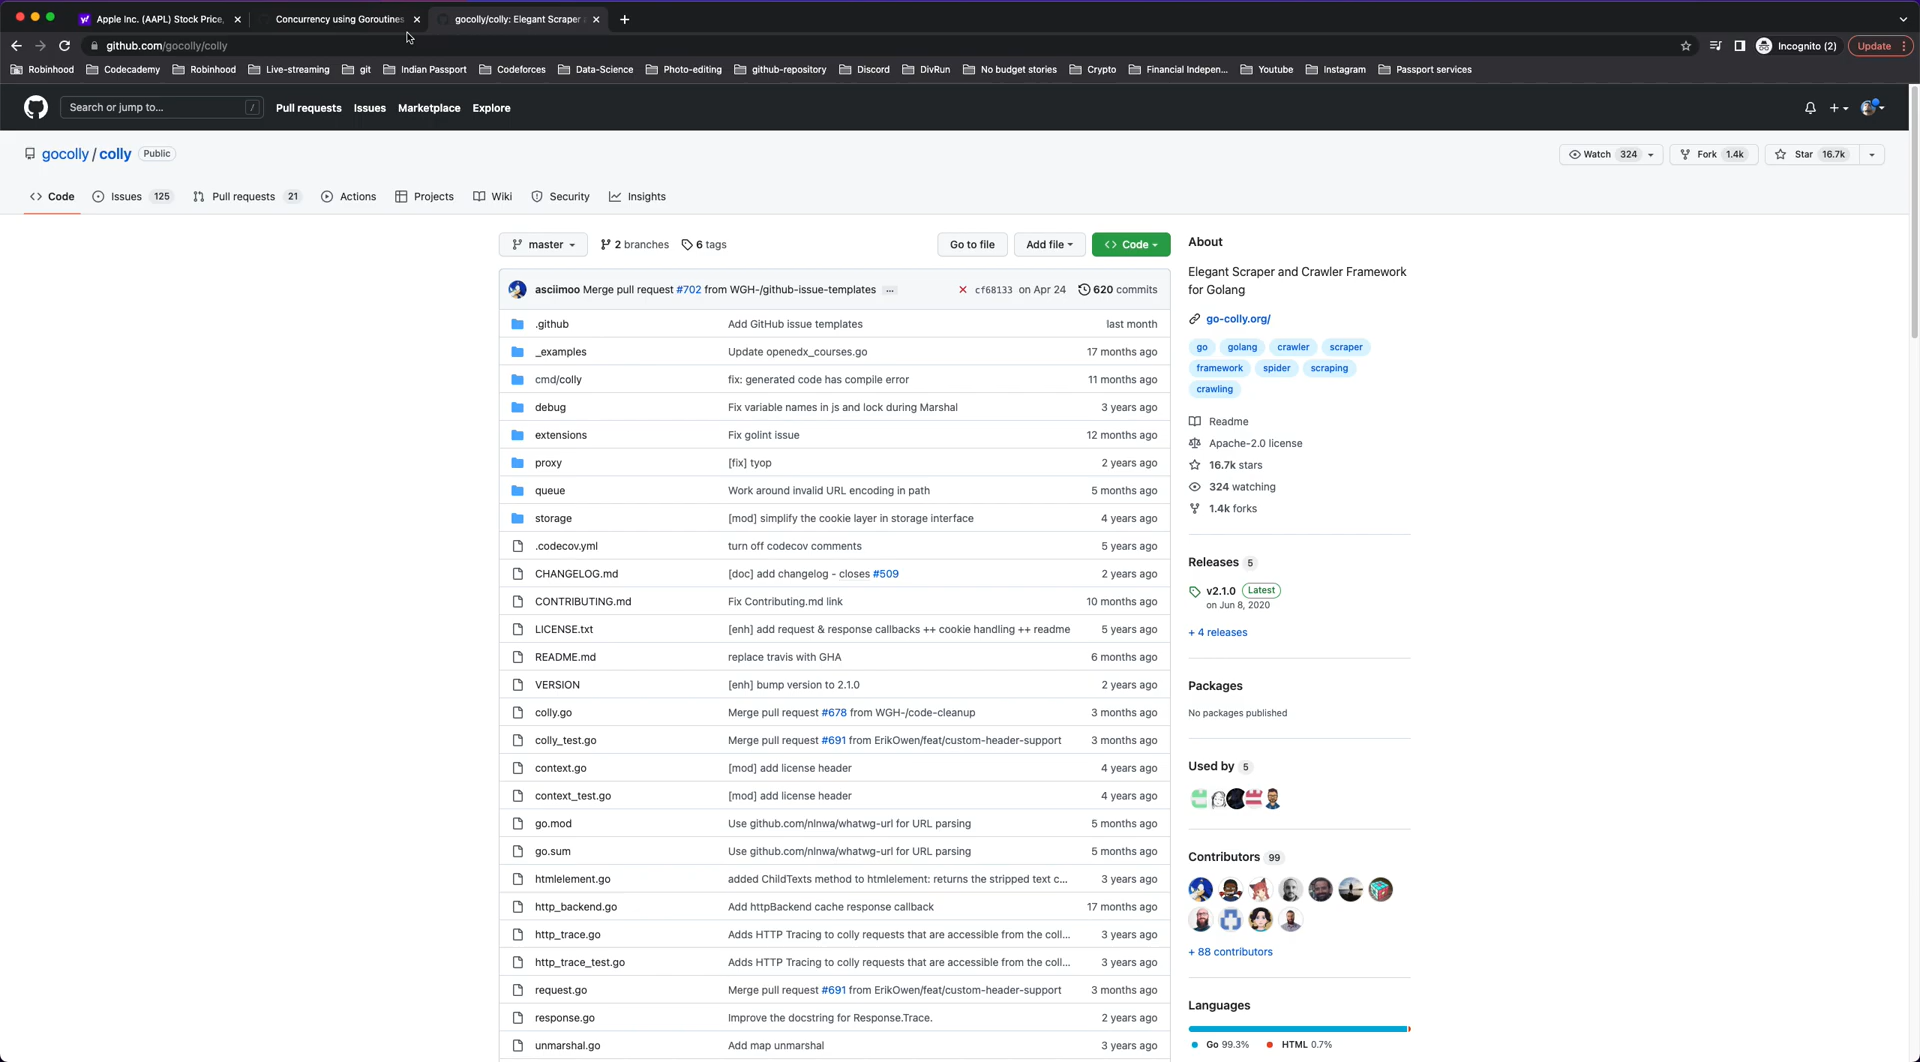 Apple Inc. (AAPL) Stock Price,
Concurrency using Goroutines
gocolly/colly: Elegant Scraper
github.com/gocolly/colly
Incognito (2)
Update
Robinhood
Codecademy
Robinhood
Live-streaming
git
Indian Passport
Codeforces
Data-Science
Photo-editing
github-repository
Discord
DivRun
No budget stories
Crypto
Financial Indepen...
Youtube
Instagram
Passport services
Search or jump to...
/
Pull requests
Issues
Marketplace
Explore
gocolly / colly
Public
Watch 324
Fork 1.4k
Star 16.7k
Code
Issues 125
Pull requests 21
Actions
Projects
Wiki
Security
Insights
master
2 branches
6 tags
Go to file
Add file
Code
asciimoo Merge pull request #702 from WGH-/github-issue-templates ... cf68133 on Apr 24 620 commits
.github Add GitHub issue templates last month
_examples Update openedx_courses.go 17 months ago
cmd/colly fix: generated code has compile error 11 months ago
debug Fix variable names in js and lock during Marshal 3 years ago
extensions Fix golint issue 12 months ago
proxy [fix] tyop 2 years ago
queue Work around invalid URL encoding in path 5 months ago
storage [mod] simplify the cookie layer in storage interface 4 years ago
.codecov.yml turn off codecov comments 5 years ago
CHANGELOG.md [doc] add changelog - closes #509 2 years ago
CONTRIBUTING.md Fix Contributing.md link 10 months ago
LICENSE.txt [enh] add request & response callbacks ++ cookie handling ++ readme 5 years ago
README.md replace travis with GHA 6 months ago
VERSION [enh] bump version to 2.1.0 2 years ago
colly.go Merge pull request #678 from WGH-/code-cleanup 3 months ago
colly_test.go Merge pull request #691 from ErikOwen/feat/custom-header-support 3 months ago
context.go [mod] add license header 4 years ago
context_test.go [mod] add license header 4 years ago
go.mod Use github.com/nlnwa/whatwg-url for URL parsing 5 months ago
go.sum Use github.com/nlnwa/whatwg-url for URL parsing 5 months ago
htmlelement.go added ChildTexts method to htmlelement: returns the stripped text c... 3 years ago
http_backend.go Add httpBackend cache response callback 17 months ago
http_trace.go Adds HTTP Tracing to colly requests that are accessible from the coll... 3 years ago
http_trace_test.go Adds HTTP Tracing to colly requests that are accessible from the coll... 3 years ago
request.go Merge pull request #691 from ErikOwen/feat/custom-header-support 3 months ago
response.go Improve the docstring for Response.Trace. 2 years ago
unmarshal.go Add map unmarshal 3 years ago
About
Elegant Scraper and Crawler Framework
for Golang
go-colly.org/
go golang crawler scraper
framework spider scraping
crawling
Readme
Apache-2.0 license
16.7k stars
324 watching
1.4k forks
Releases 5
v2.1.0 Latest
on Jun 8, 2020
+ 4 releases
Packages
No packages published
Used by 5
Contributors 99
+ 88 contributors
Languages
Go 99.3% HTML 0.7%